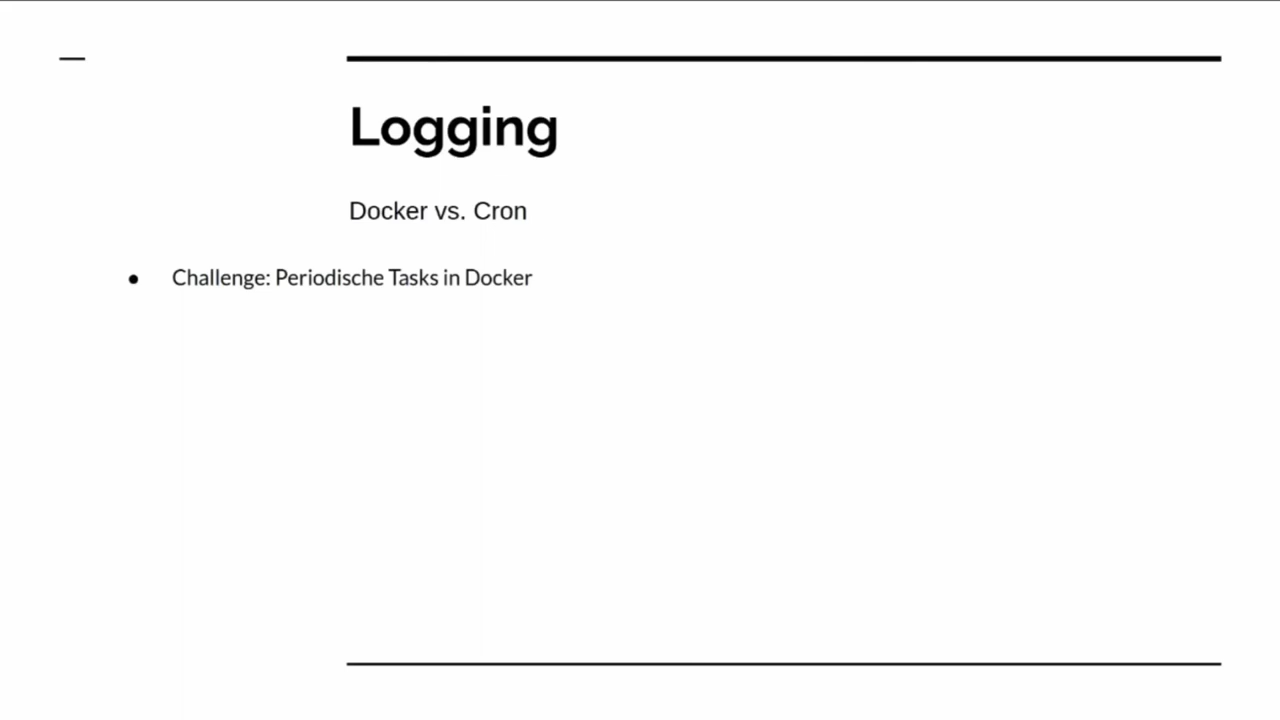 Logging
Docker vs. Cron
● Challenge: Periodische Tasks in Docker